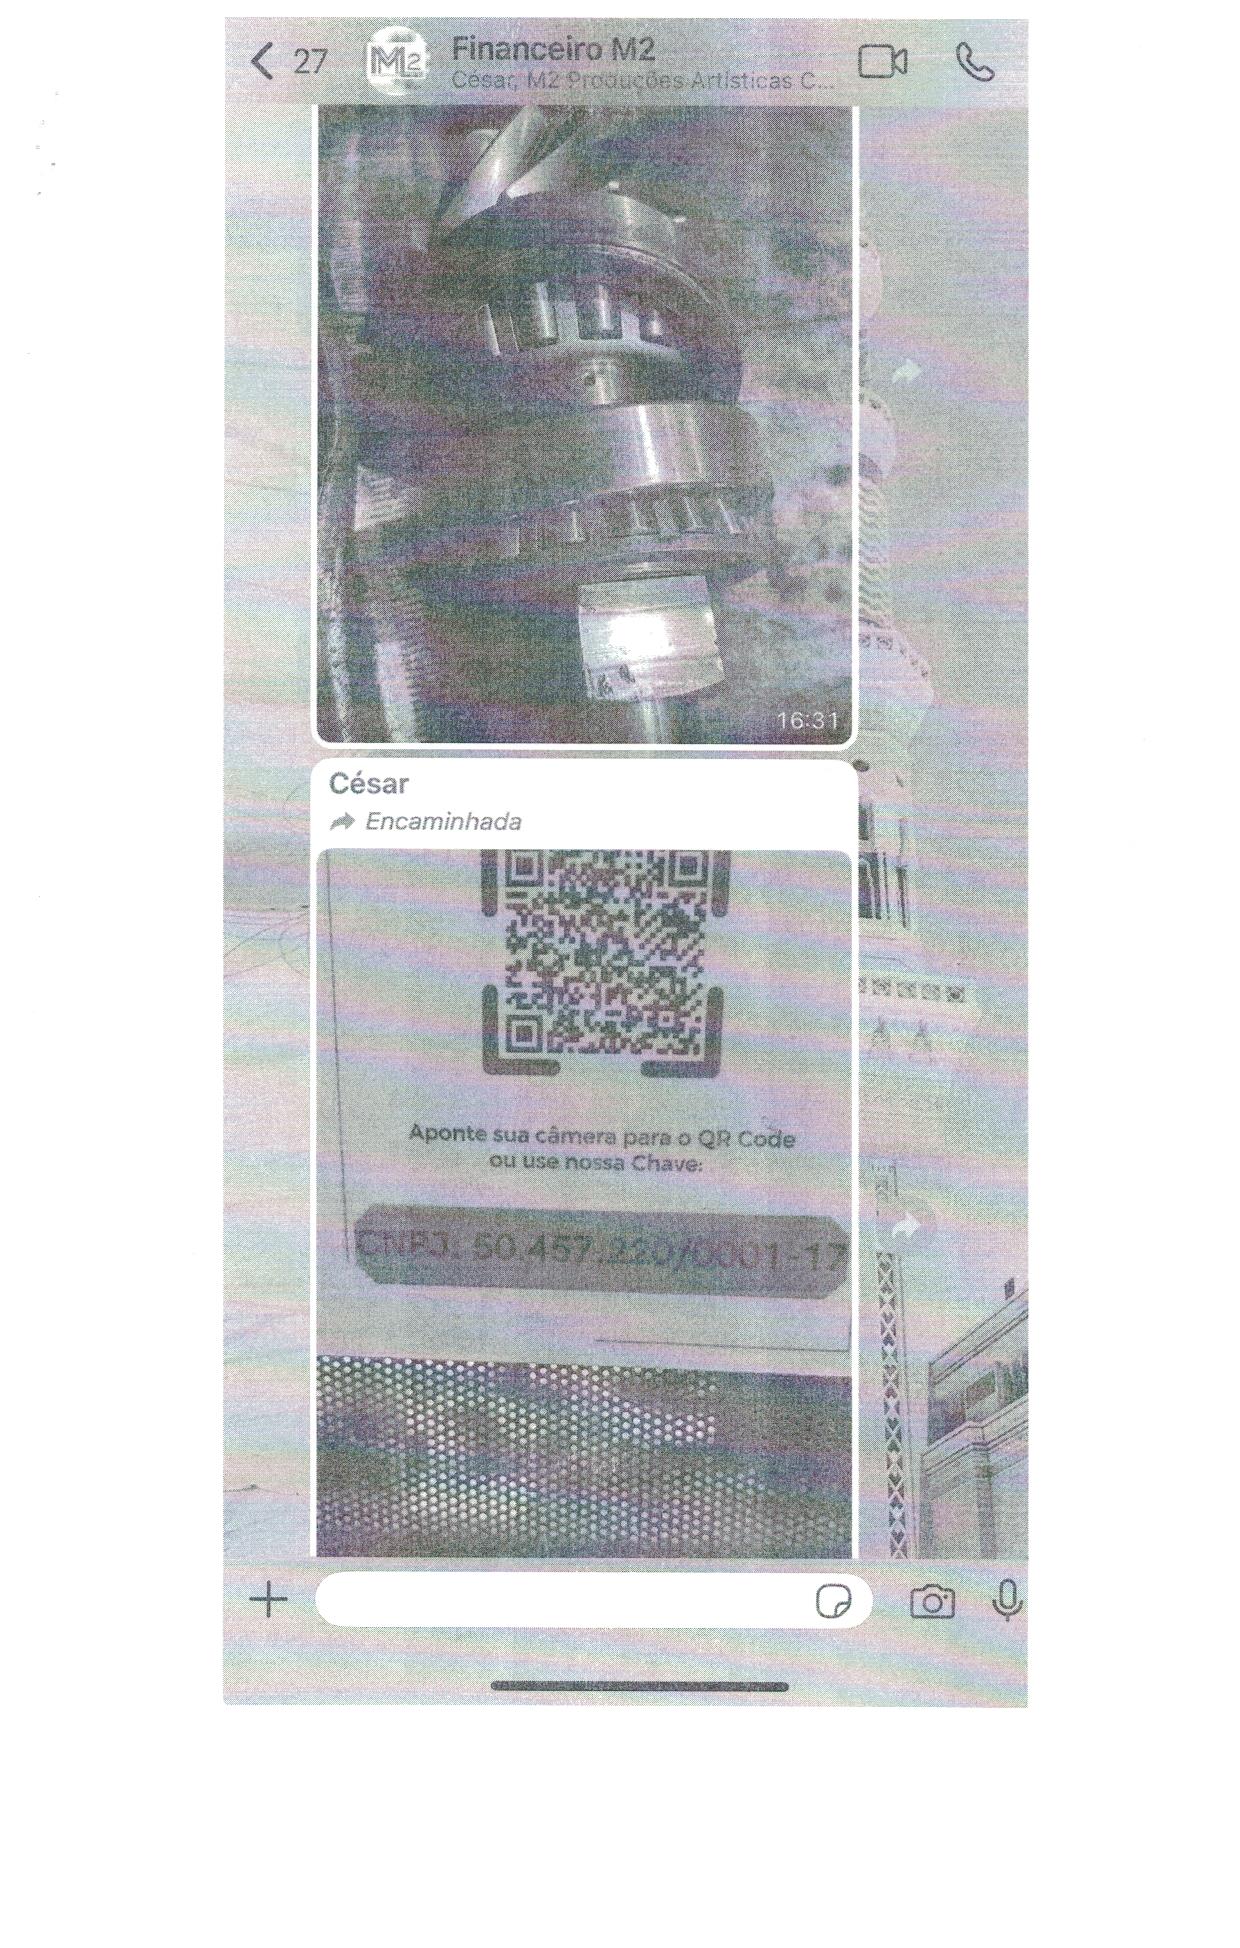 27
M2
Financeiro M2
César, M2 Produções Artísticas C...
16:31
César
Encaminhada
Aponte sua câmera para o QR Code
ou use nossa Chave:
CNPJ: 50.457.220/0001-17